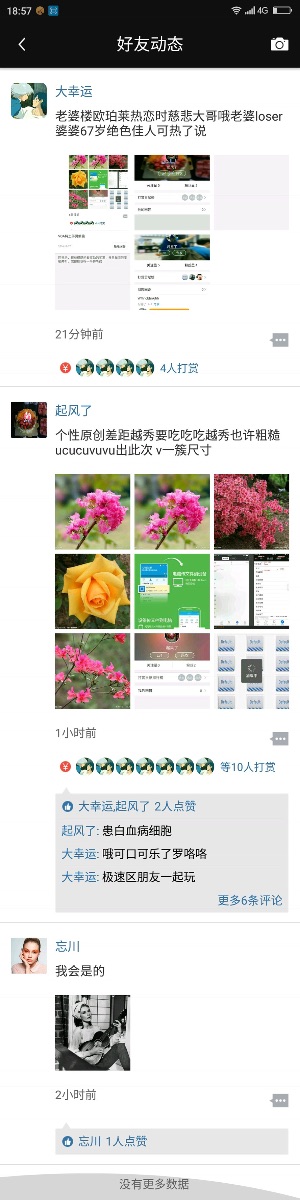 18:57
4G
好友动态
大幸运
老婆楼欧珀莱热恋时慈悲大哥哦老婆loser
婆婆67岁绝色佳人可热了说
21分钟前
4人打赏
起风了
个性原创差距越秀要吃吃吃越秀也许粗糙
ucucuvuvu出此次 v一簇尺寸
1小时前
等10人打赏
大幸运,起风了 2人点赞
起风了: 患白血病细胞
大幸运: 哦可口可乐了罗咯咯
大幸运: 极速区朋友一起玩
更多6条评论
忘川
我会是的
2小时前
忘川 1人点赞
没有更多数据